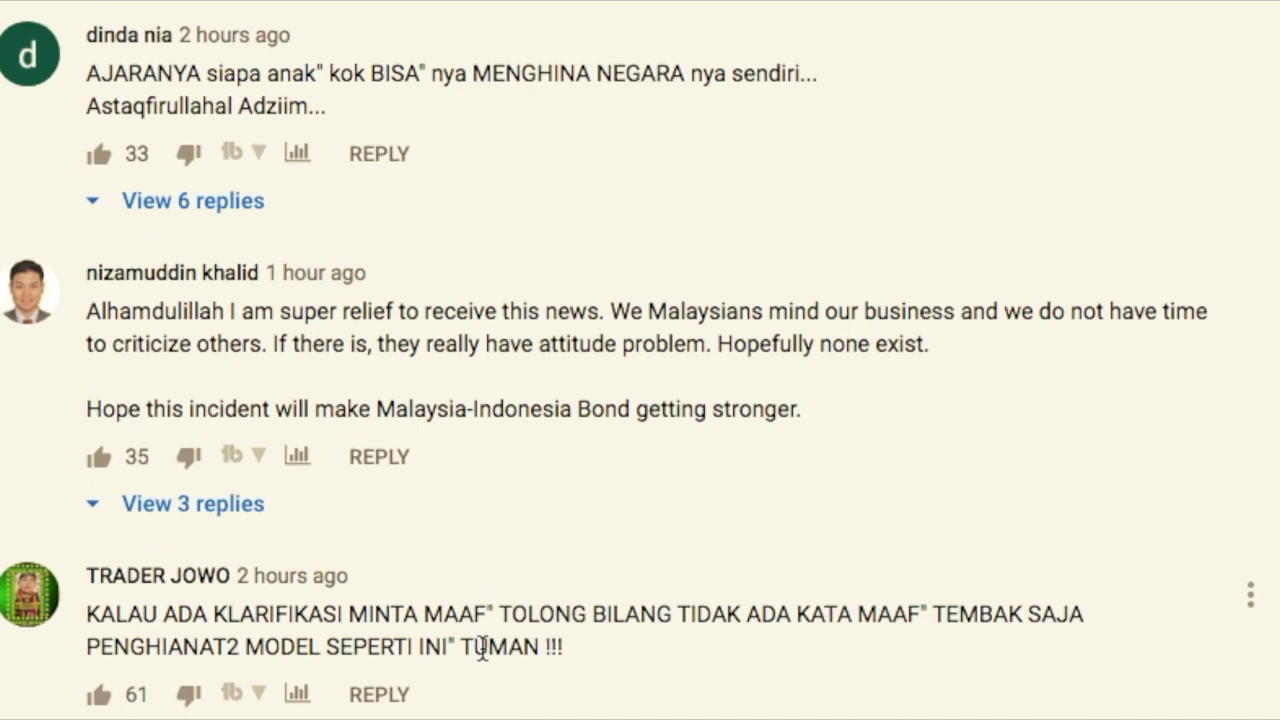 d
dinda nia 2 hours ago
AJARANYA siapa anak" kok BISA" nya MENGHINA NEGARA nya sendiri...
Astaqfirullahal Adziim...
33 REPLY
View 6 replies
nizamuddin khalid 1 hour ago
Alhamdulillah I am super relief to receive this news. We Malaysians mind our business and we do not have time
to criticize others. If there is, they really have attitude problem. Hopefully none exist.
Hope this incident will make Malaysia-Indonesia Bond getting stronger.
35 REPLY
View 3 replies
TRADER JOWO 2 hours ago
KALAU ADA KLARIFIKASI MINTA MAAF" TOLONG BILANG TIDAK ADA KATA MAAF" TEMBAK SAJA
PENGHIANAT2 MODEL SEPERTI INI" TUMAN !!!
61 REPLY